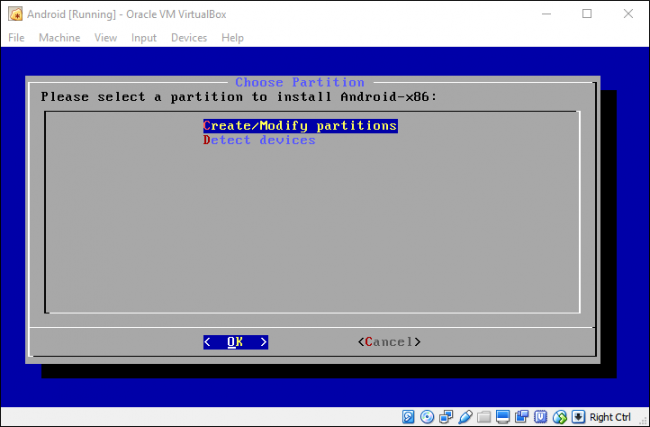 Android [Running] - Oracle VM VirtualBox
File Machine View Input Devices Help
Choose Partition
Please select a partition to install Android-x86:
Create/Modify partitions
Detect devices
< OK > <Cancel>
Right Ctrl